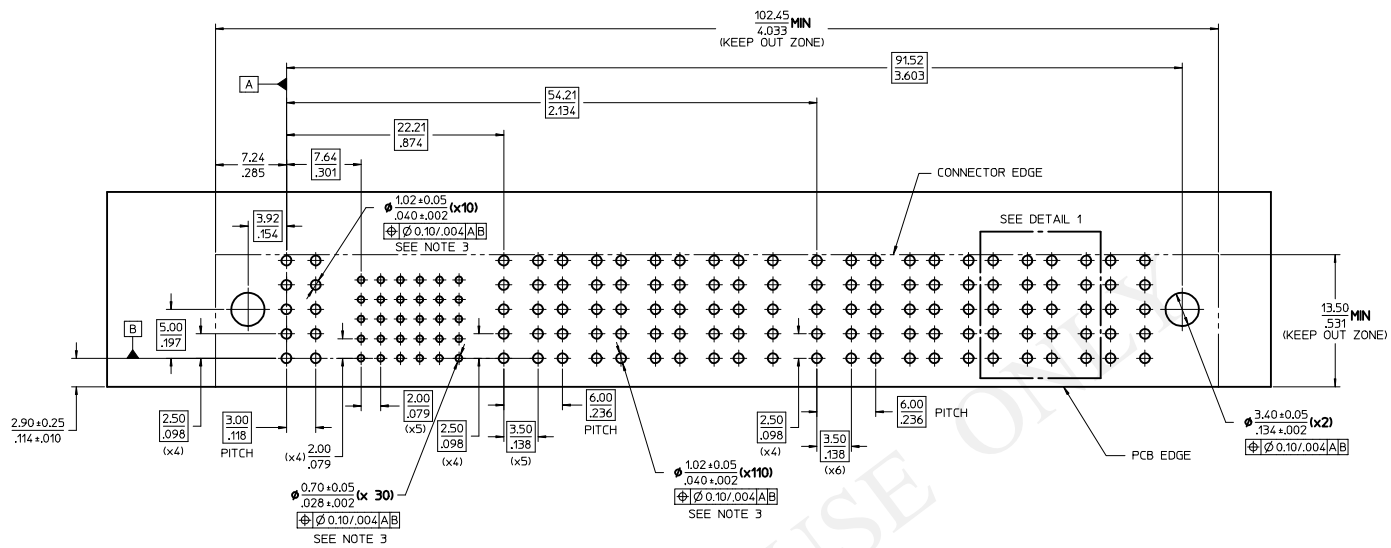 102.45 MIN
4.033
(KEEP OUT ZONE)
91.52
3.603
A
54.21
2.134
22.21
.874
7.24
.285
7.64
.301
CONNECTOR EDGE
Ø 1.02 ±0.05 (x10)
.040 ±.002
⌖ Ø 0.10/.004 A B
SEE NOTE 3
SEE DETAIL 1
3.92
.154
5.00
.197
B
13.50 MIN
.531
(KEEP OUT ZONE)
2.90 ±0.25
.114 ±.010
2.50
.098
(x4)
3.00
.118
PITCH
(x4) 2.00
.079
2.00
.079
(x5)
2.50
.098
(x4)
3.50
.138
(x5)
6.00
.236
PITCH
2.50
.098
(x4)
3.50
.138
(x6)
6.00
.236
PITCH
Ø 3.40 ±0.05 (x2)
.134 ±.002
⌖ Ø 0.10/.004 A B
PCB EDGE
Ø 0.70 ±0.05 (x 30)
.028 ±.002
⌖ Ø 0.10/.004 A B
SEE NOTE 3
Ø 1.02 ±0.05 (x110)
.040 ±.002
⌖ Ø 0.10/.004 A B
SEE NOTE 3
USE ONLY